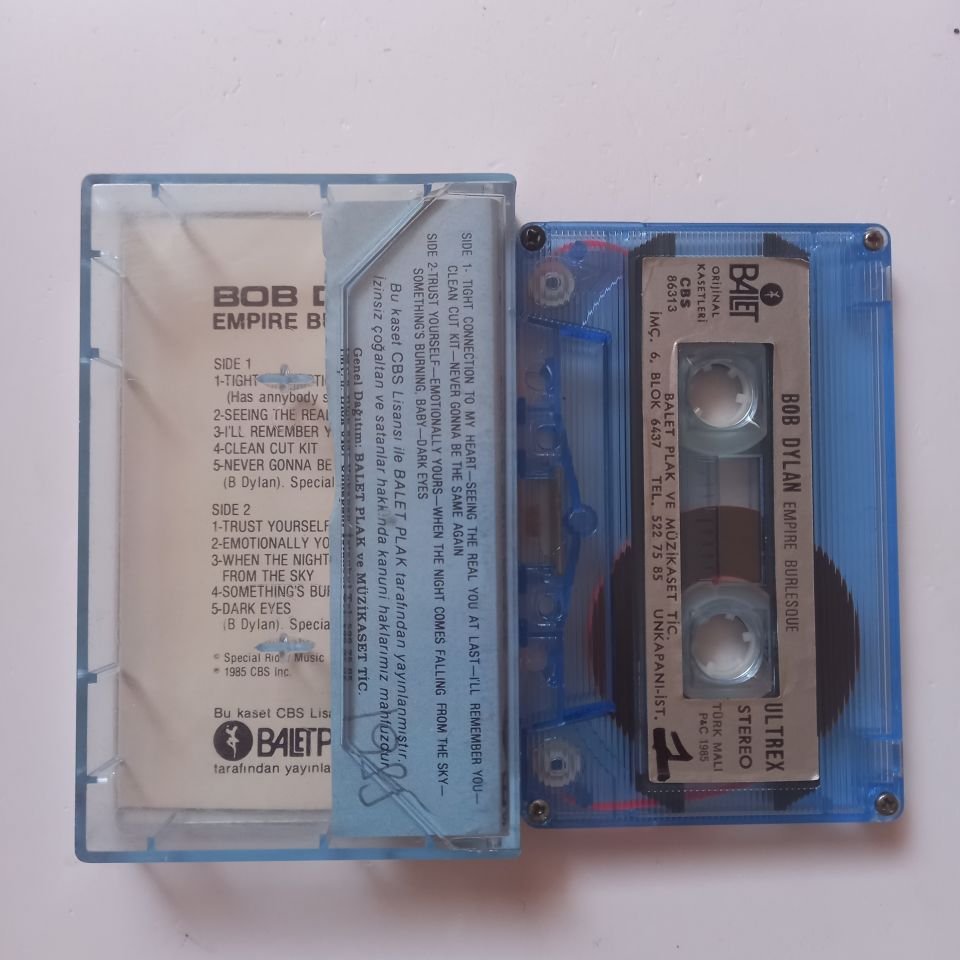 BOB D
EMPIRE BU
SIDE 1
1-TIGHT
(Has annybody s
2-SEEING THE REAL
3-I'LL REMEMBER Y
4-CLEAN CUT KIT
5-NEVER GONNA BE
(B Dylan). Specia
SIDE 2
1-TRUST YOURSELF
2-EMOTIONALLY YO
3-WHEN THE NIGHT
FROM THE SKY
4-SOMETHING'S BUR
5-DARK EYES
(B Dylan). Specia
© Special Rid / Music
℗ 1985 CBS Inc.
Bu kaset CBS Lisa
BALET P
tarafından yayınla
SIDE 1- TIGHT CONNECTION TO MY HEART—SEEING THE REAL YOU AT LAST—I'LL REMEMBER YOU—
CLEAN CUT KIT—NEVER GONNA BE THE SAME AGAIN
SIDE 2-TRUST YOURSELF—EMOTIONALLY YOURS—WHEN THE NIGHT COMES FALLING FROM THE SKY—
SOMETHING'S BURNING, BABY—DARK EYES
Bu kaset CBS Lisansı ile BALET PLAK tarafından yayınlanmıştır.
İzinsiz çoğaltan ve satanlar hakkında kanuni haklarımız mahfuzdur
Genel Dağıtım: BALET PLAK ve MÜZİKASET TİC.
BOB DYLAN EMPIRE BURLESQUE
BALET
ORİJİNAL
KASETLERİ
CBS
86313
ULTREX
STEREO
TÜRK MALI
P&C 1985
1
BALET PLAK VE MÜZİKASET TİC.
İMÇ. 6, BLOK 6437 TEL. 522 75 85 UNKAPANI-İST.